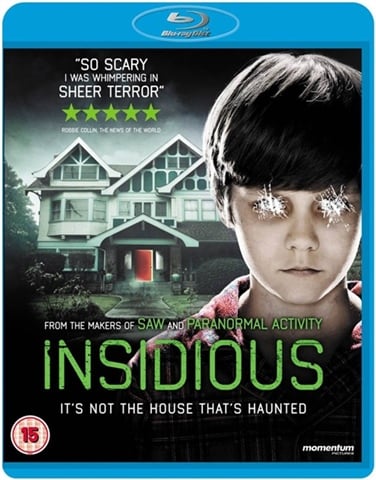 Blu-ray Disc
"SO SCARY
I WAS WHIMPERING IN
SHEER TERROR"
ROBBIE COLLIN, THE NEWS OF THE WORLD
FROM THE MAKERS OF SAW AND PARANORMAL ACTIVITY
INSIDIOUS
IT'S NOT THE HOUSE THAT'S HAUNTED
15
momentum
PICTURES